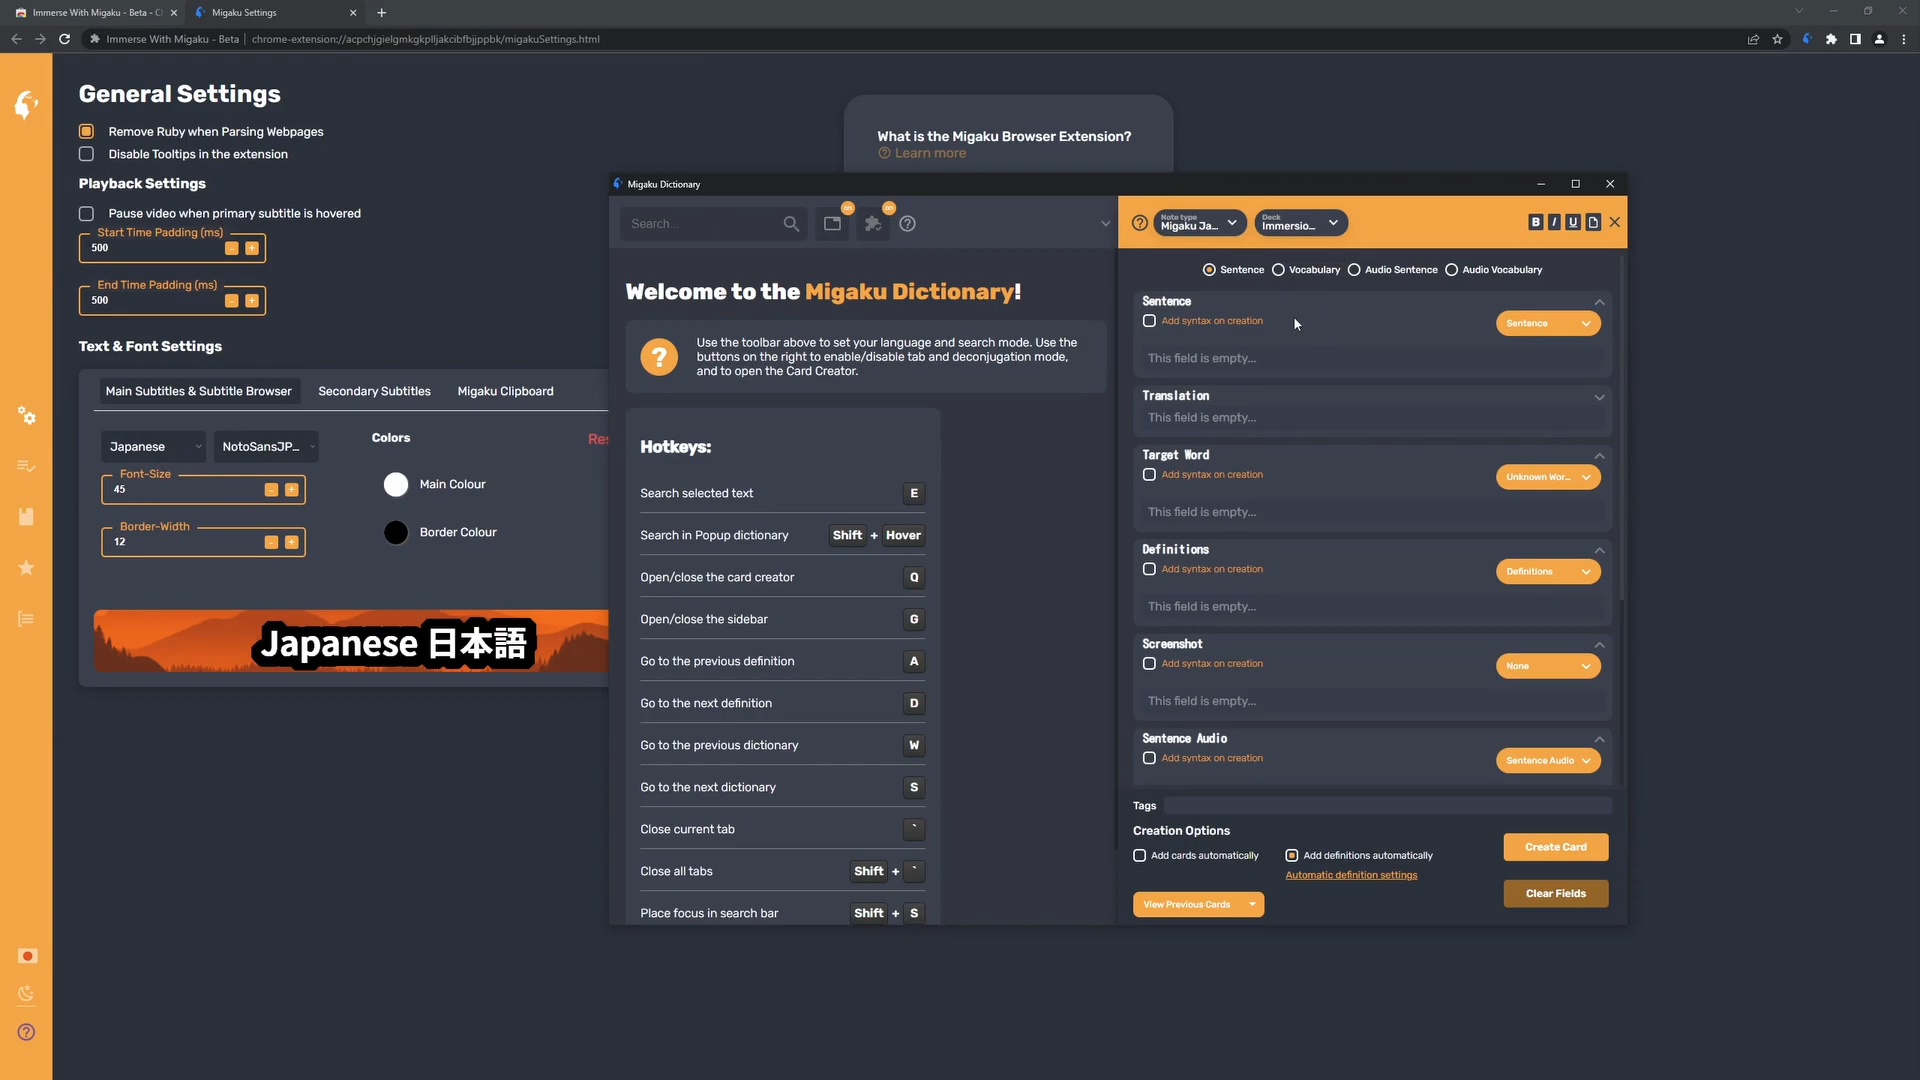 Immerse With Migaku - Beta - C
Migaku Settings
Immerse With Migaku - Beta
chrome-extension://acpchjgielgmkgkplljakcibfbjjppbk/migakuSettings.html
General Settings
Remove Ruby when Parsing Webpages
Disable Tooltips in the extension
Playback Settings
Pause video when primary subtitle is hovered
Start Time Padding (ms)
500
- +
End Time Padding (ms)
500
- +
Text & Font Settings
Main Subtitles & Subtitle Browser
Secondary Subtitles
Migaku Clipboard
Japanese
NotoSansJP...
Colors
Res
Font-Size
45
- +
Main Colour
Border-Width
12
- +
Border Colour
Japanese 日本語
What is the Migaku Browser Extension?
Learn more
Migaku Dictionary
Search...
on
on
Welcome to the Migaku Dictionary!
?
Use the toolbar above to set your language and search mode. Use the
buttons on the right to enable/disable tab and deconjugation mode,
and to open the Card Creator.
Hotkeys:
Search selected text E
Search in Popup dictionary Shift + Hover
Open/close the card creator Q
Open/close the sidebar G
Go to the previous definition A
Go to the next definition D
Go to the previous dictionary W
Go to the next dictionary S
Close current tab `
Close all tabs Shift + `
Place focus in search bar Shift + S
Note type
Migaku Ja...
Deck
Immersio...
B I U
Sentence
Vocabulary
Audio Sentence
Audio Vocabulary
Sentence
Add syntax on creation
Sentence
This field is empty...
Translation
This field is empty...
Target Word
Add syntax on creation
Unknown Wor...
This field is empty...
Definitions
Add syntax on creation
Definitions
This field is empty...
Screenshot
Add syntax on creation
None
This field is empty...
Sentence Audio
Add syntax on creation
Sentence Audio
Tags
Creation Options
Add cards automatically
Add definitions automatically
Automatic definition settings
Create Card
View Previous Cards
Clear Fields